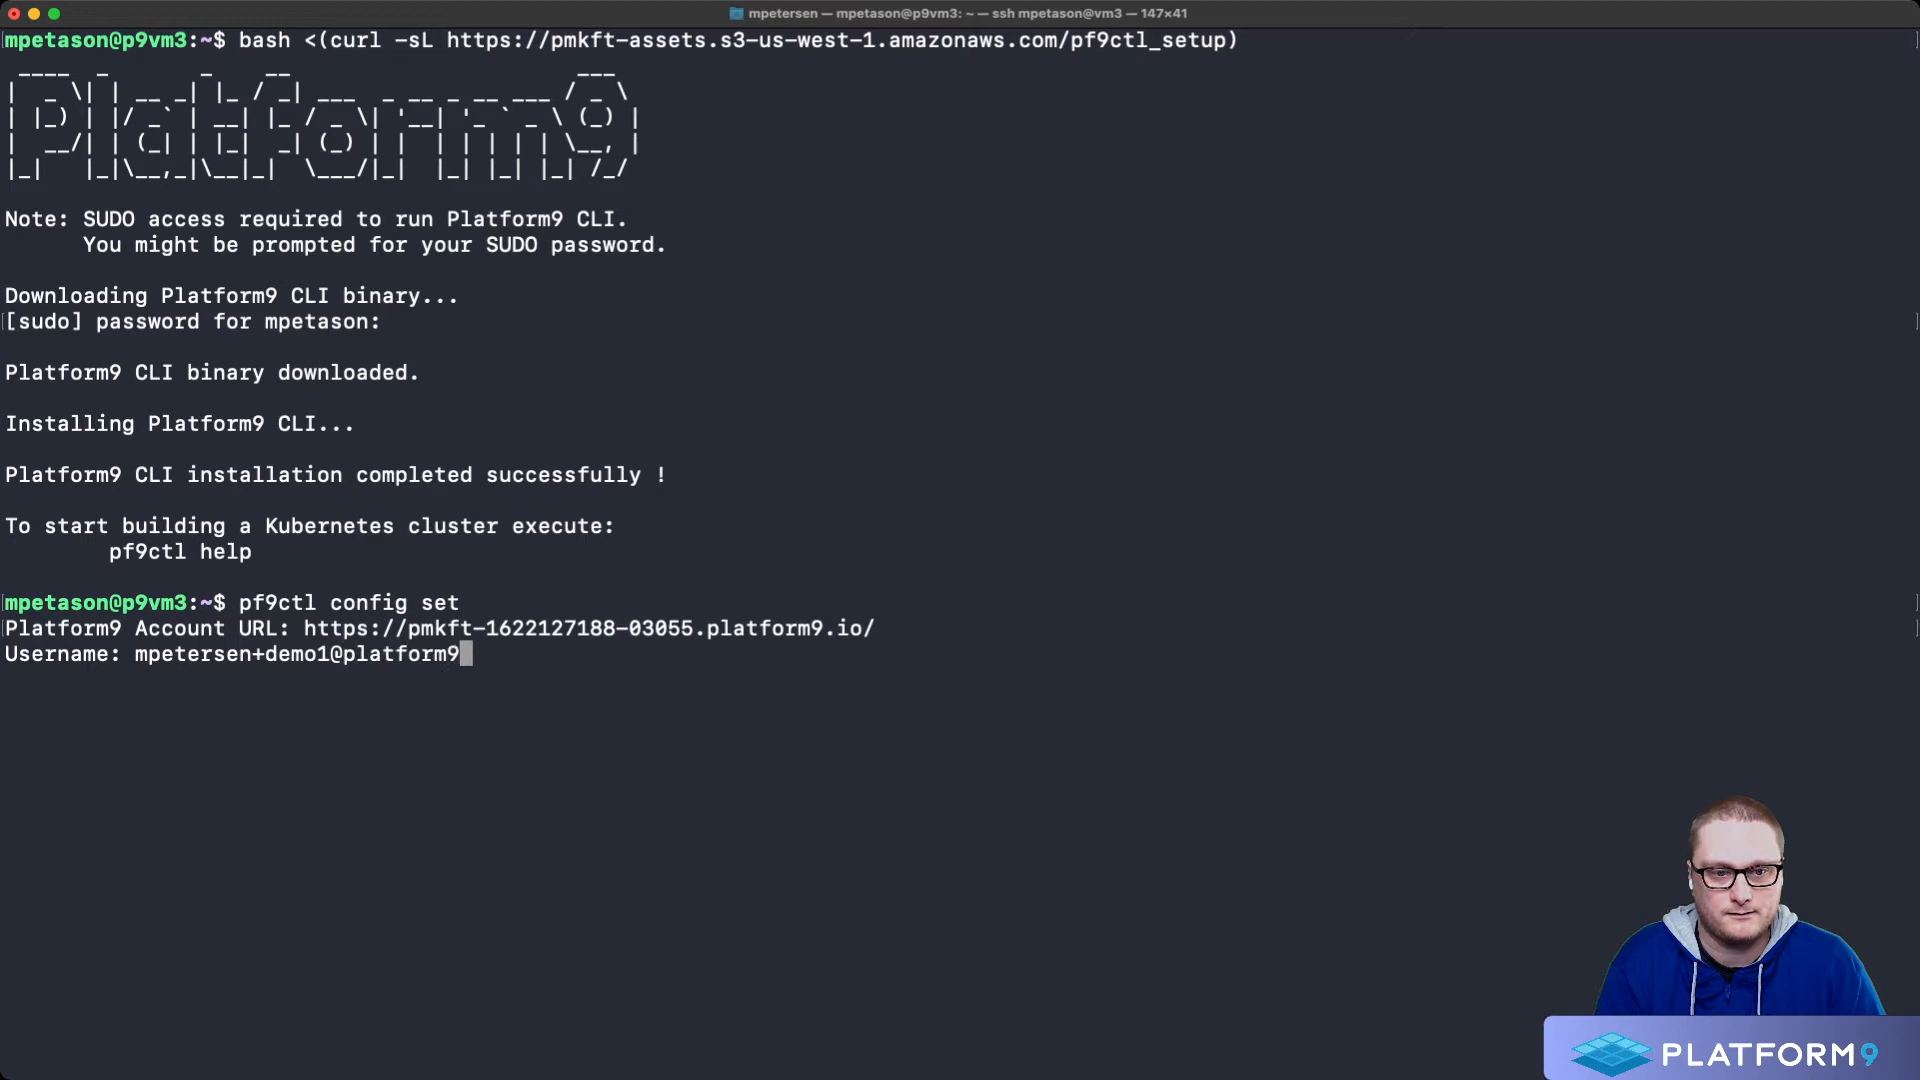 mpetersen — mpetason@p9vm3: ~ — ssh mpetason@vm3 — 147×41
mpetason@p9vm3:~$ bash <(curl -sL https://pmkft-assets.s3-us-west-1.amazonaws.com/pf9ctl_setup)
Platform9
Note: SUDO access required to run Platform9 CLI.
You might be prompted for your SUDO password.
Downloading Platform9 CLI binary...
[sudo] password for mpetason:
Platform9 CLI binary downloaded.
Installing Platform9 CLI...
Platform9 CLI installation completed successfully !
To start building a Kubernetes cluster execute:
pf9ctl help
mpetason@p9vm3:~$ pf9ctl config set
Platform9 Account URL: https://pmkft-1622127188-03055.platform9.io/
Username: mpetersen+demo1@platform9
PLATFORM9